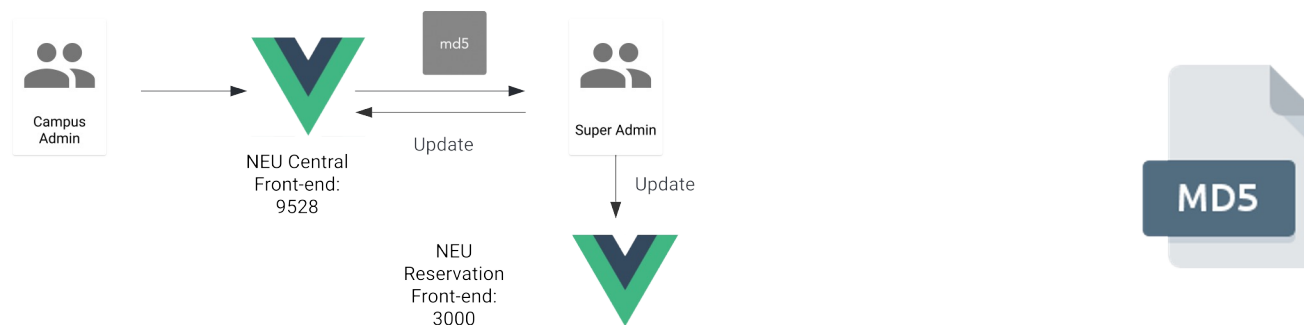 md5
Campus
Admin
Super Admin
Update
NEU Central
Front-end:
9528
Update
MD5
NEU
Reservation
Front-end:
3000